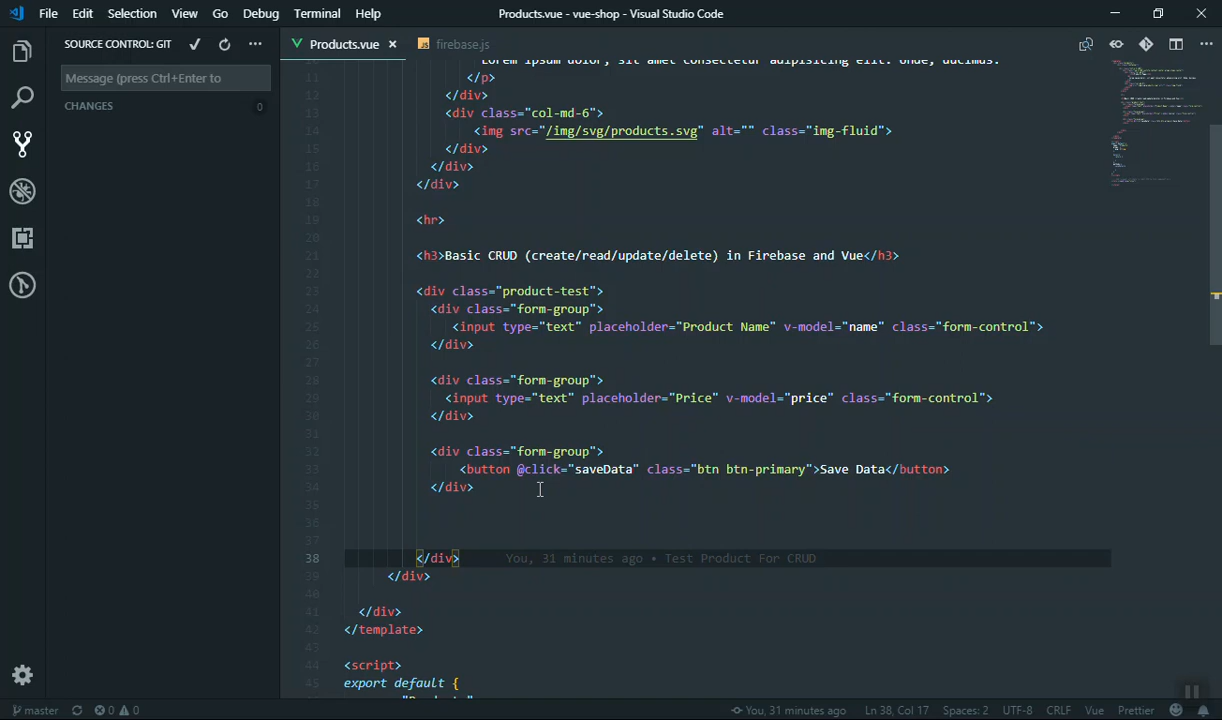 File Edit Selection View Go Debug Terminal Help
Products.vue - vue-shop - Visual Studio Code
SOURCE CONTROL: GIT
Products.vue
firebase.js
Message (press Ctrl+Enter to
CHANGES 0
Lorem ipsum dolor, sit amet consectetur adipisicing elit. Unde, ducimus.
11 </p>
12 </div>
13 <div class="col-md-6">
14 <img src="/img/svg/products.svg" alt="" class="img-fluid">
15 </div>
16 </div>
17 </div>
18
19 <hr>
20
21 <h3>Basic CRUD (create/read/update/delete) in Firebase and Vue</h3>
22
23 <div class="product-test">
24 <div class="form-group">
25 <input type="text" placeholder="Product Name" v-model="name" class="form-control">
26 </div>
27
28 <div class="form-group">
29 <input type="text" placeholder="Price" v-model="price" class="form-control">
30 </div>
31
32 <div class="form-group">
33 <button @click="saveData" class="btn btn-primary">Save Data</button>
34 </div>
35
36
37
38 </div> You, 31 minutes ago • Test Product For CRUD
39 </div>
40
41 </div>
42 </template>
43
44 <script>
45 export default {
master 0 0 You, 31 minutes ago Ln 38, Col 17 Spaces: 2 UTF-8 CRLF Vue Prettier